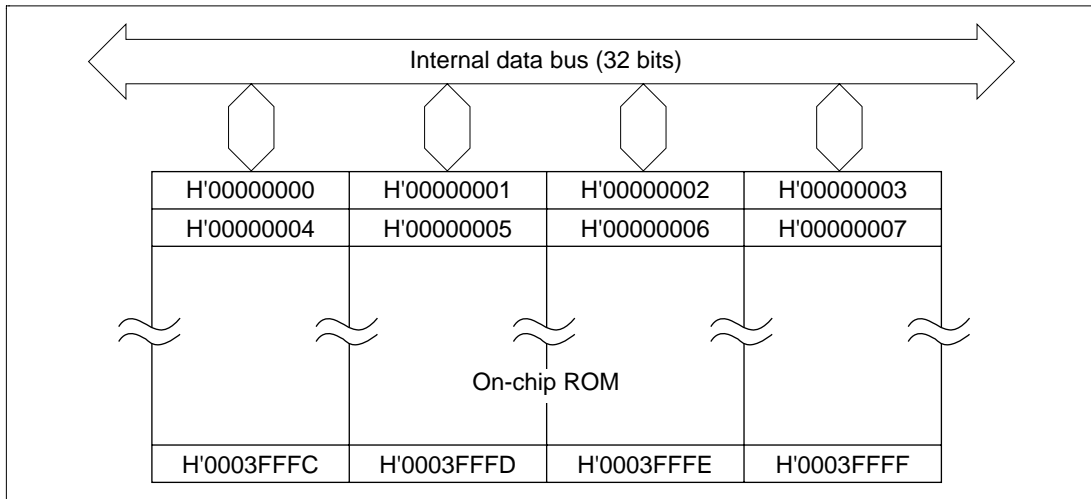 Internal data bus (32 bits)
H'00000000 H'00000001 H'00000002 H'00000003
H'00000004 H'00000005 H'00000006 H'00000007
On-chip ROM
H'0003FFFC H'0003FFFD H'0003FFFE H'0003FFFF